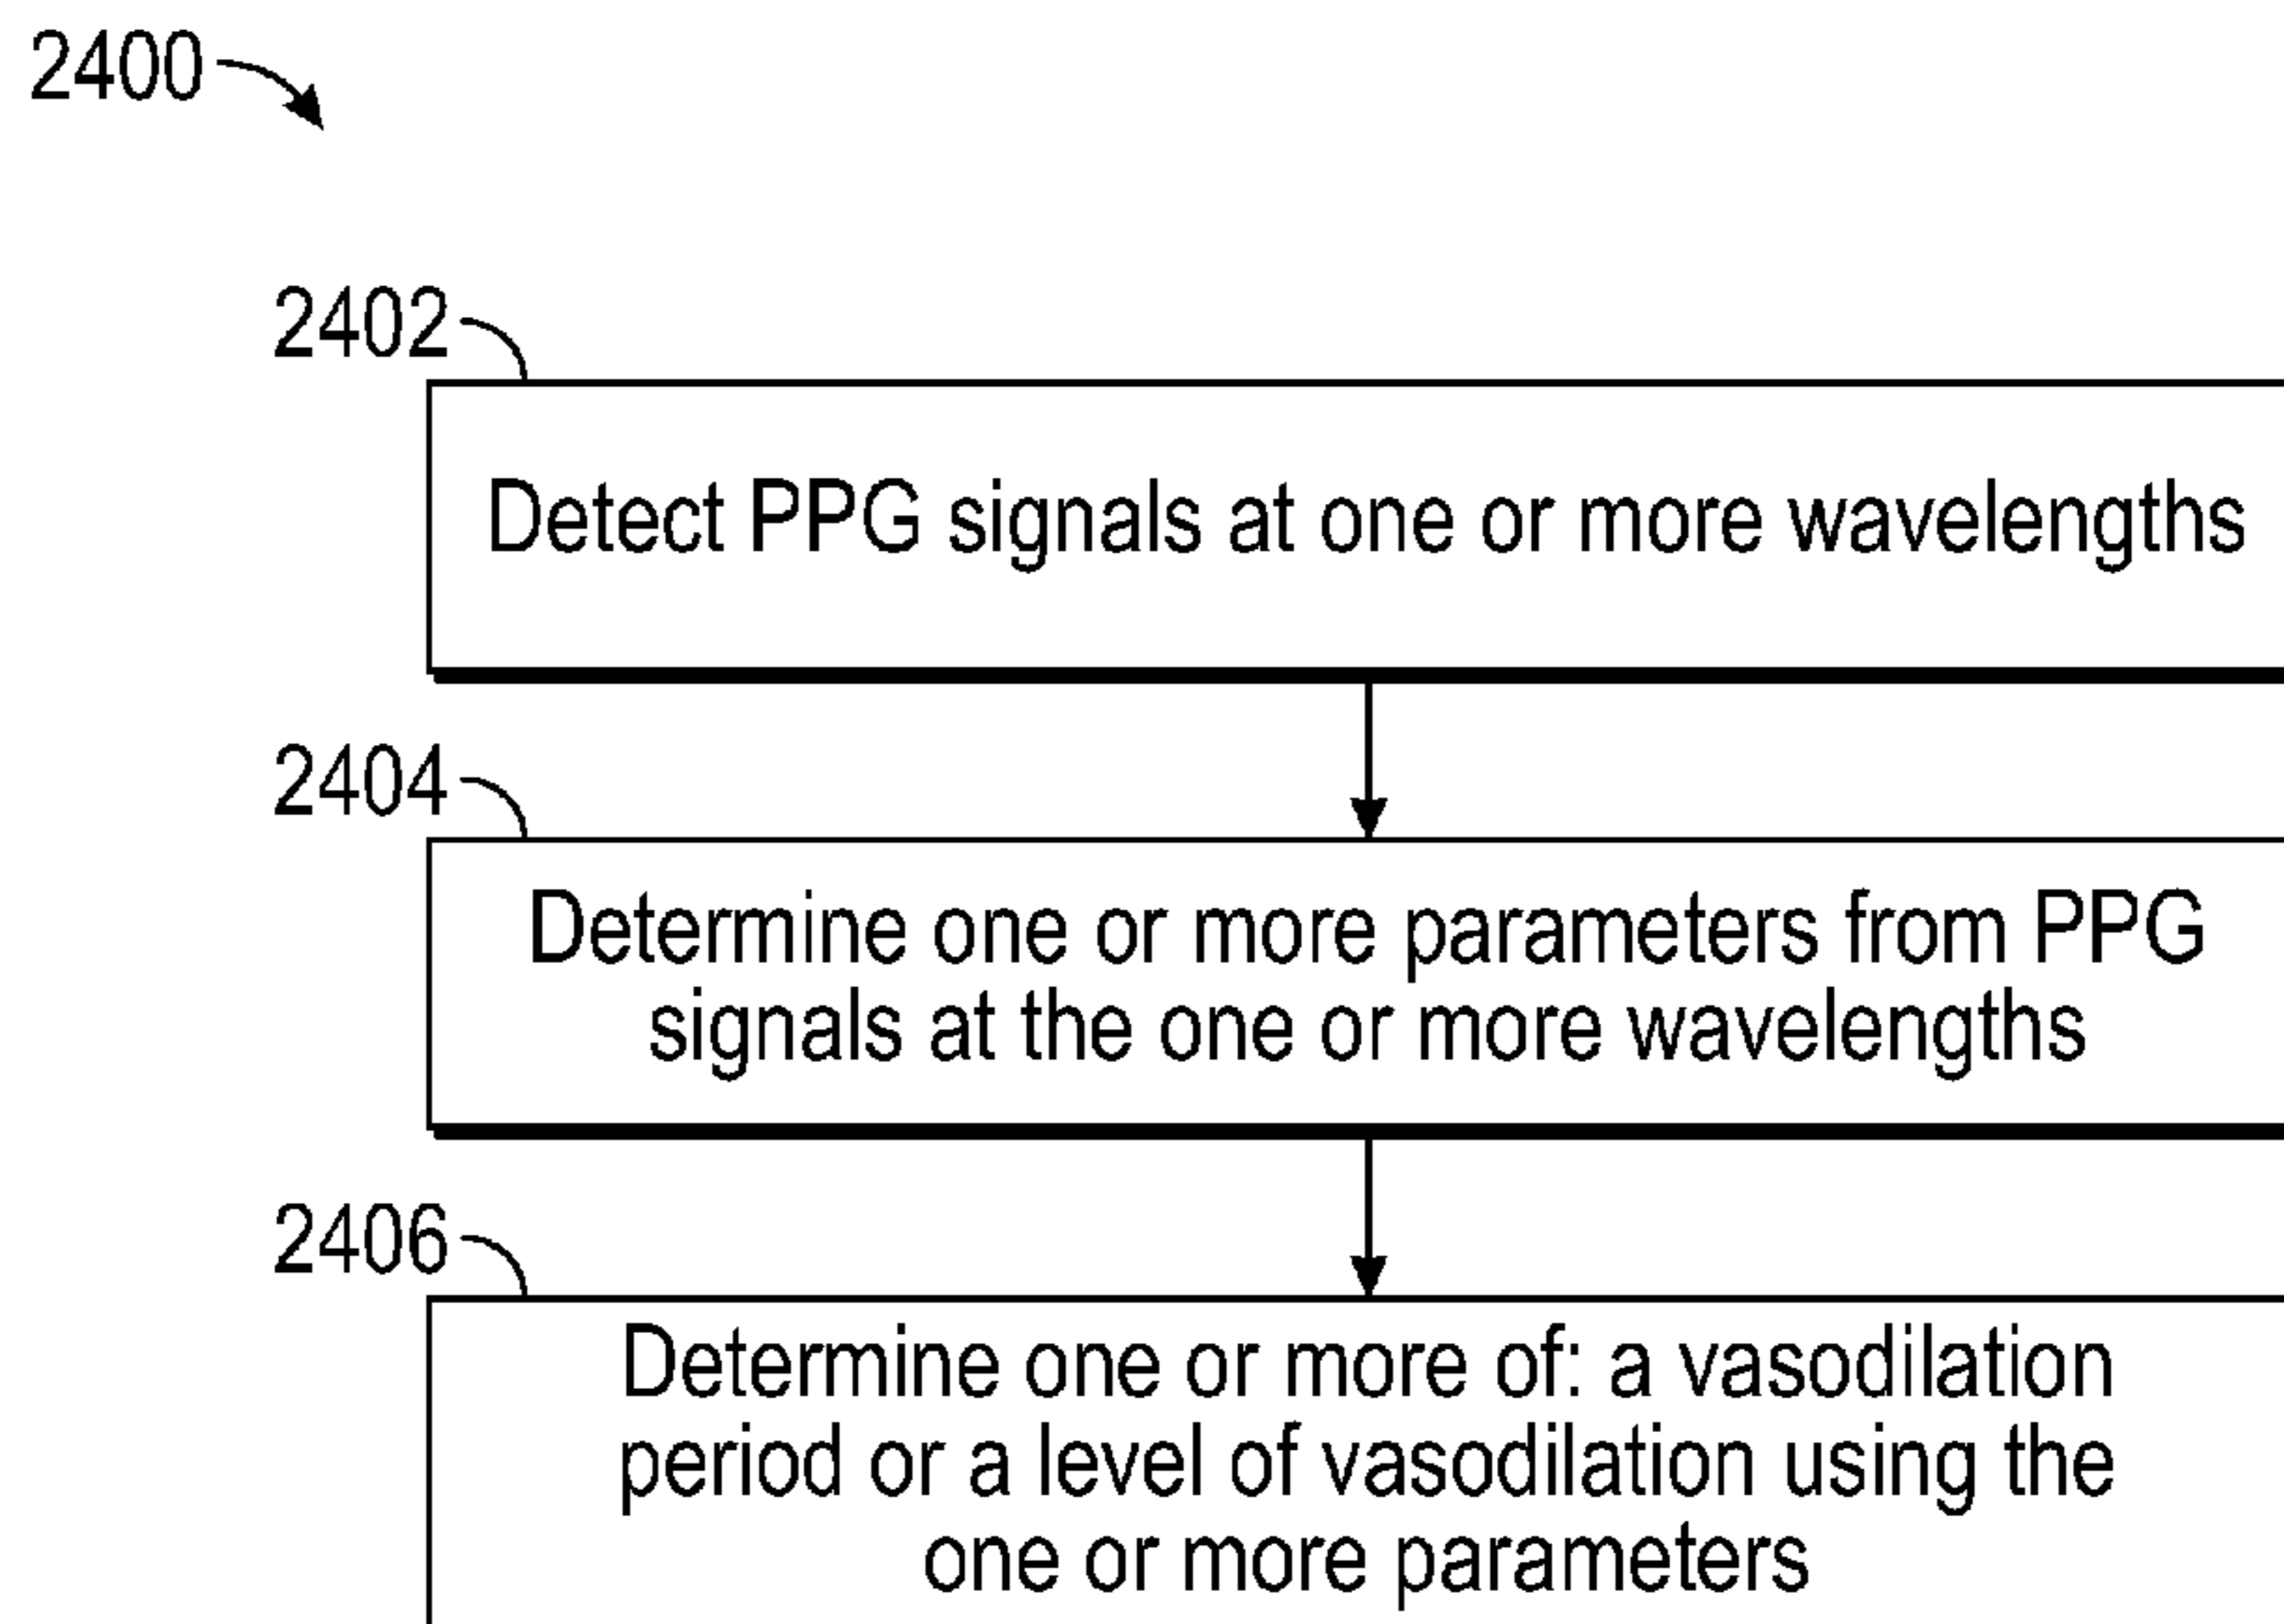 2400
2402
Detect PPG signals at one or more wavelengths
2404
Determine one or more parameters from PPG
signals at the one or more wavelengths
2406
Determine one or more of: a vasodilation
period or a level of vasodilation using the
one or more parameters